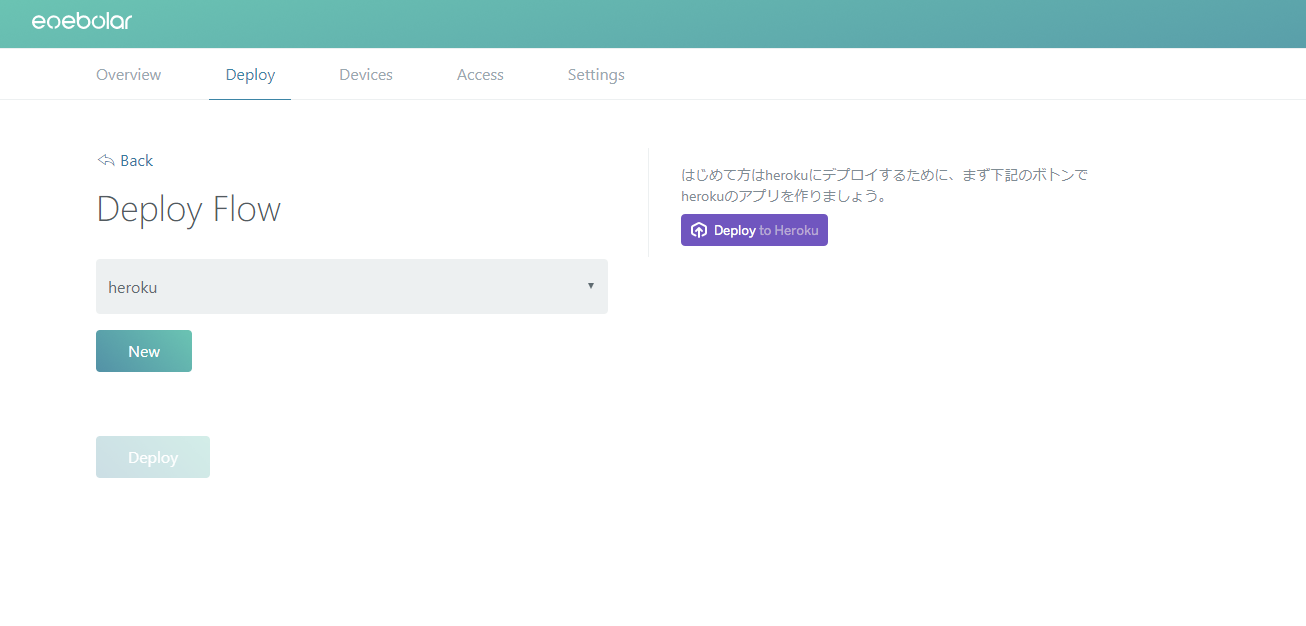 eoebolar
Overview Deploy Devices Access Settings
Back
Deploy Flow
heroku
New
Deploy
はじめて方はherokuにデプロイするために、まず下記のボトンで
herokuのアプリを作りましょう。
Deploy to Heroku